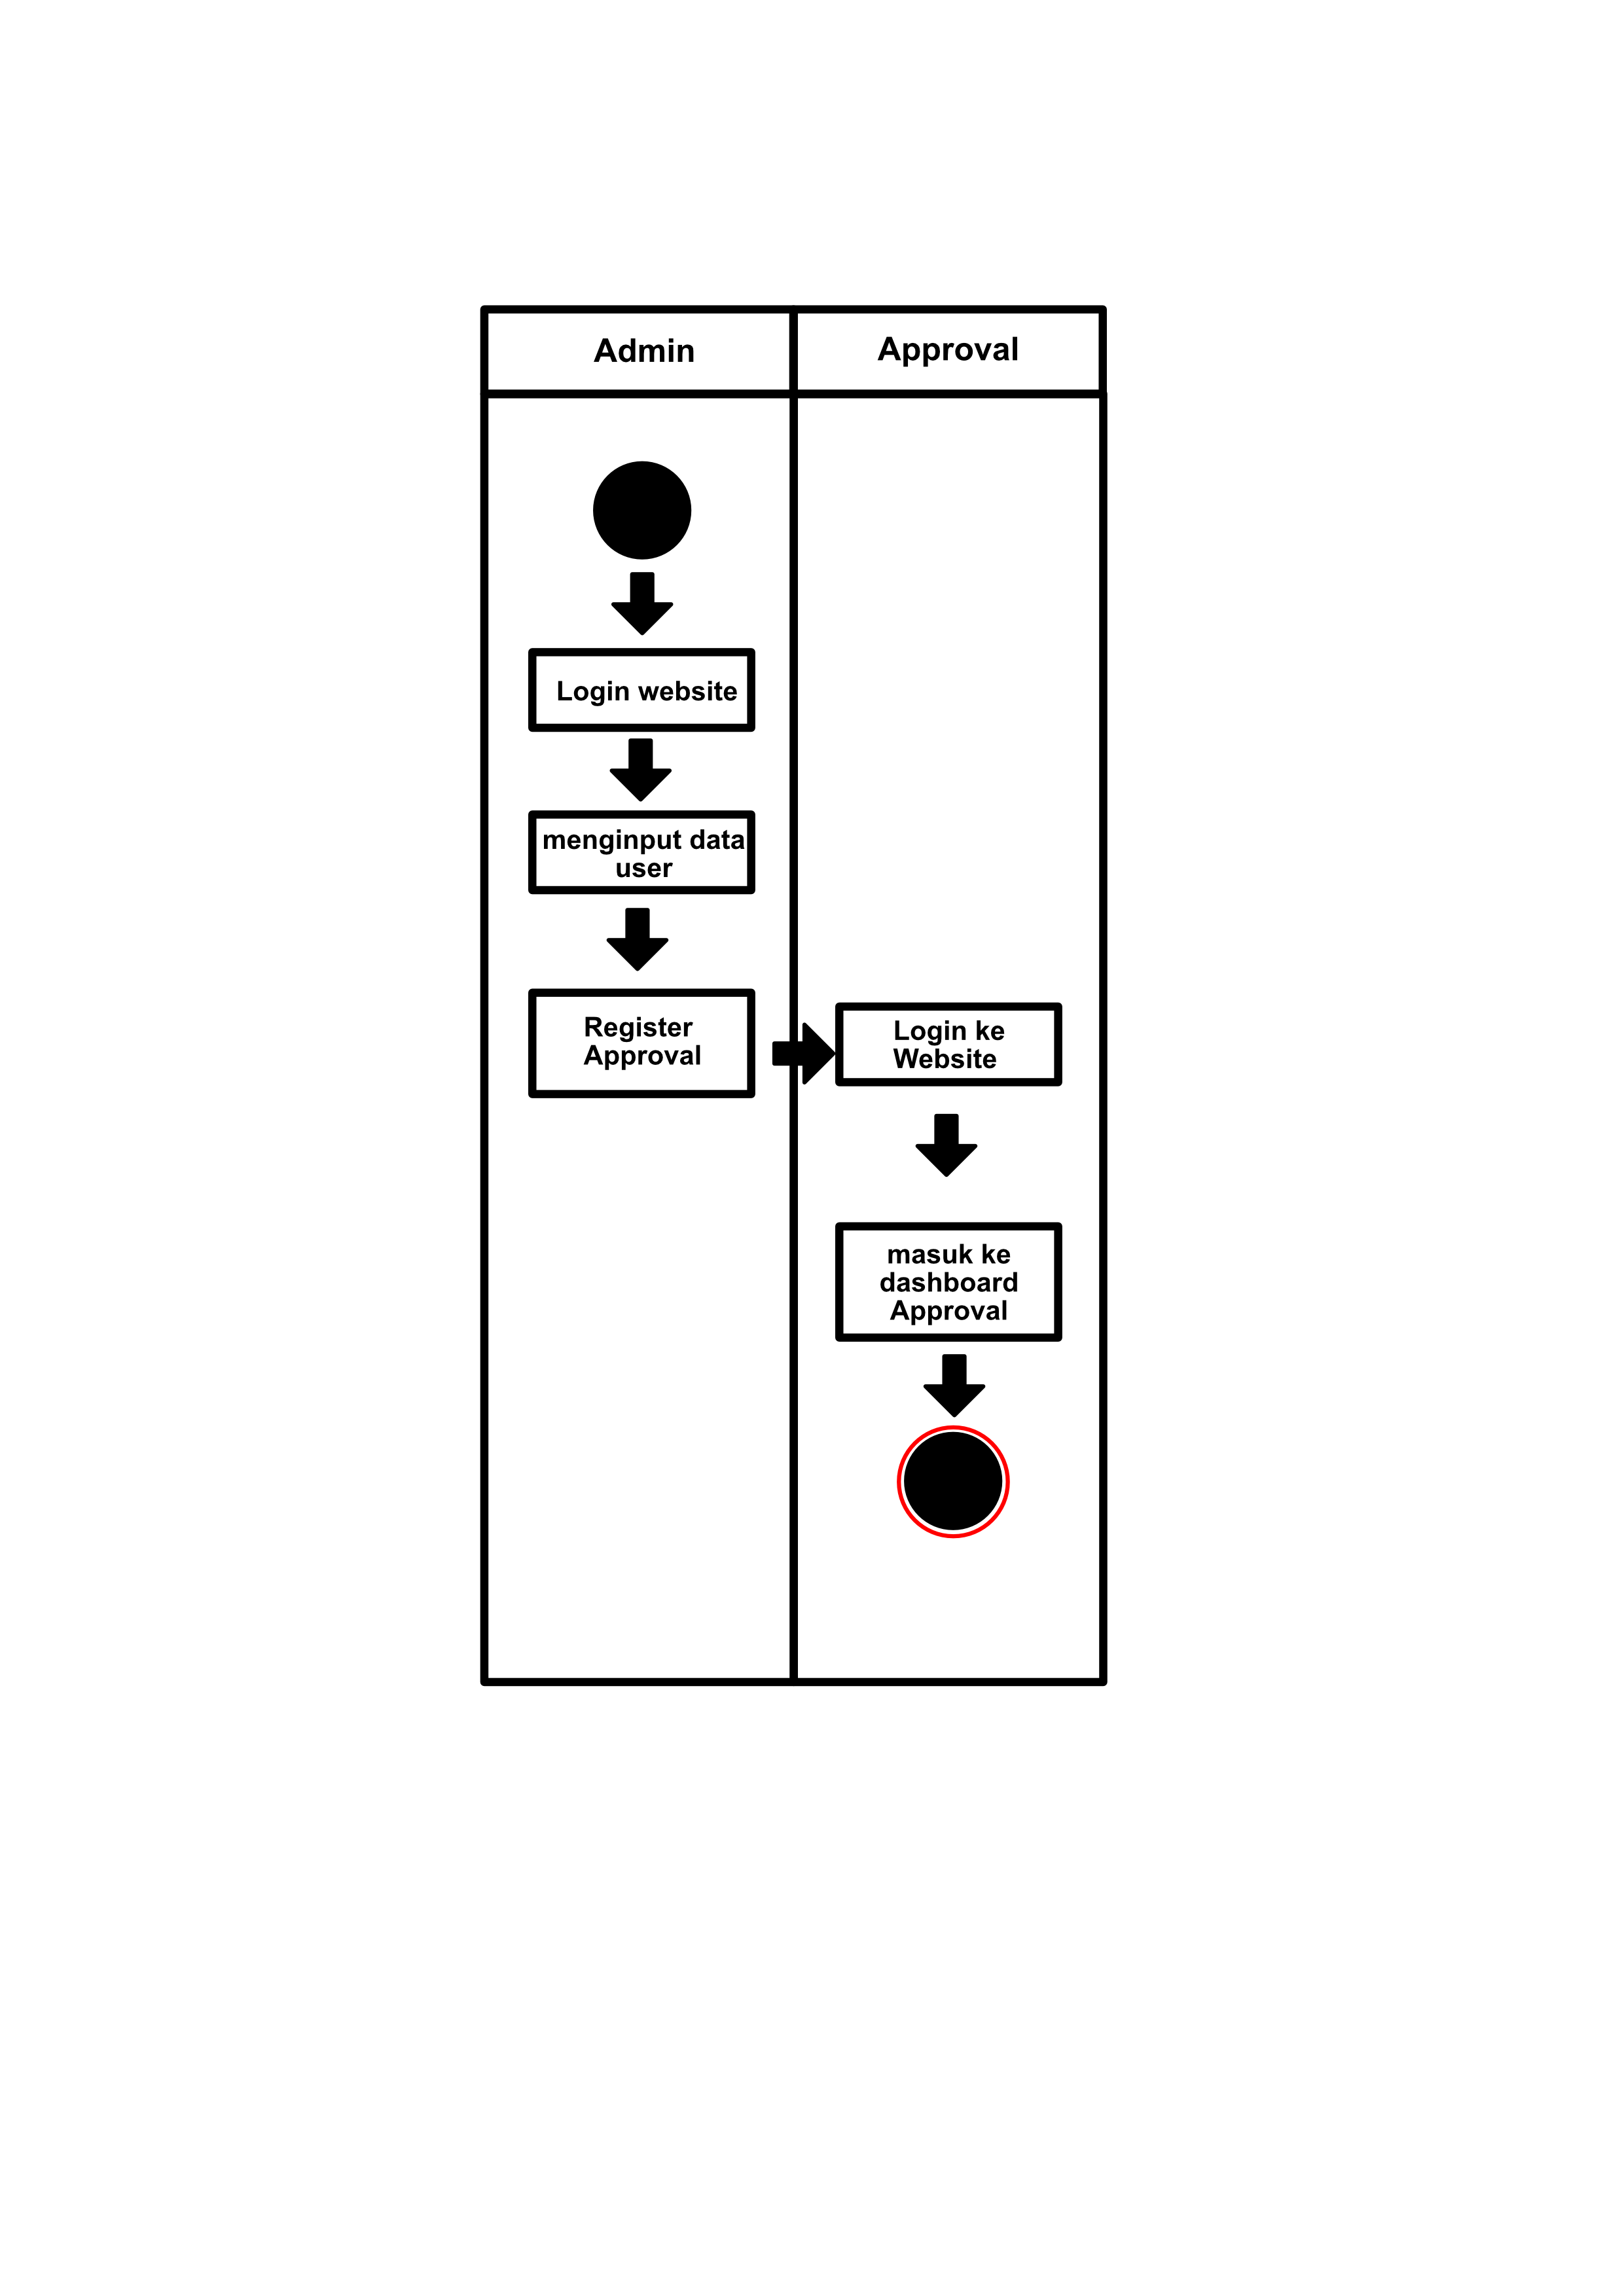 Admin
Approval
Login website
menginput data
user
Register
Approval
Login ke
Website
masuk ke
dashboard
Approval